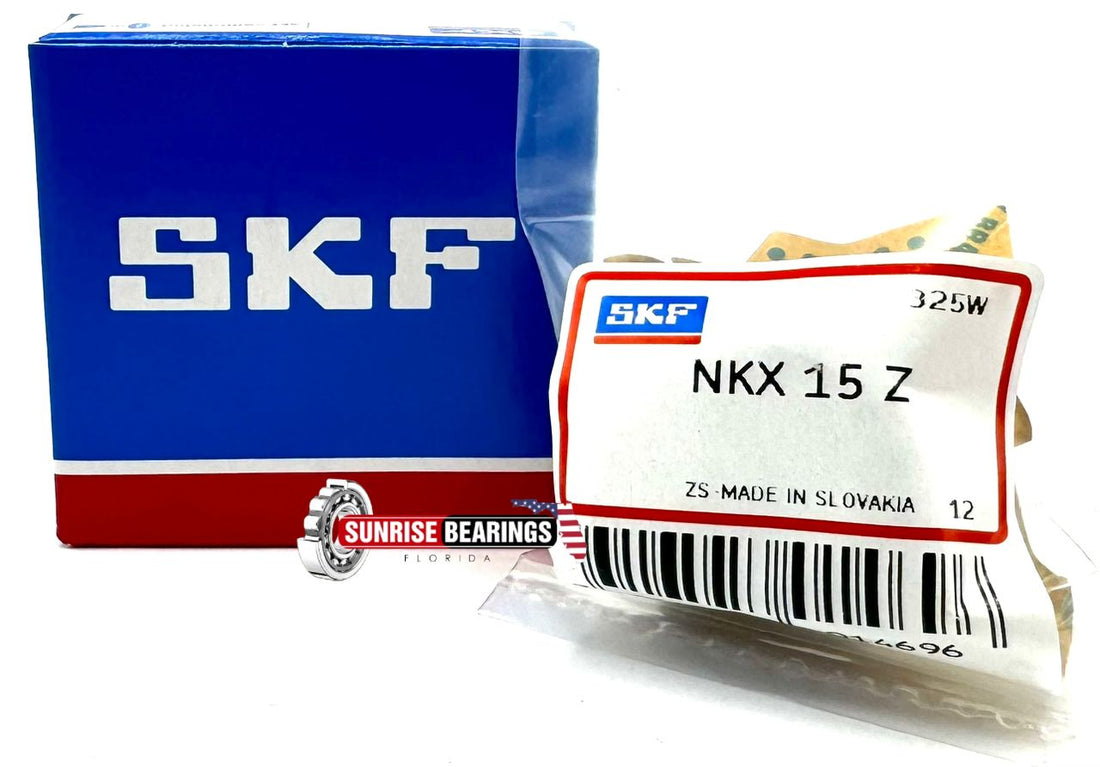 SKF
SKF
325W
NKX 15 Z
ZS-MADE IN SLOVAKIA 12
SUNRISE BEARINGS
FLORIDA